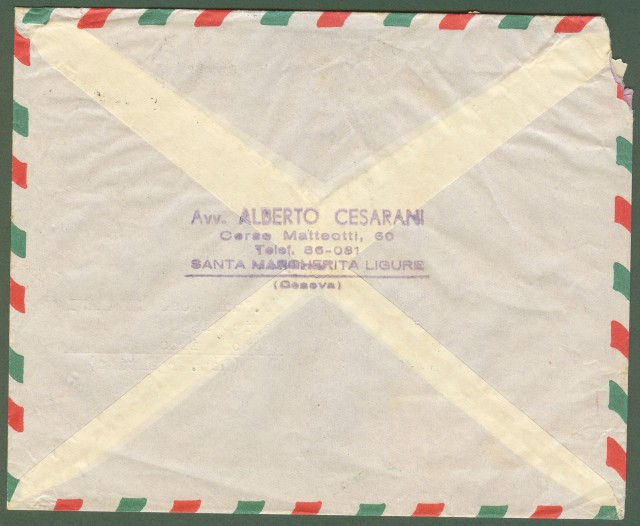 Avv. ALBERTO CESARANI
Corso Matteotti, 60
Telef. 86-081
SANTA MARGHERITA LIGURE
(Genova)